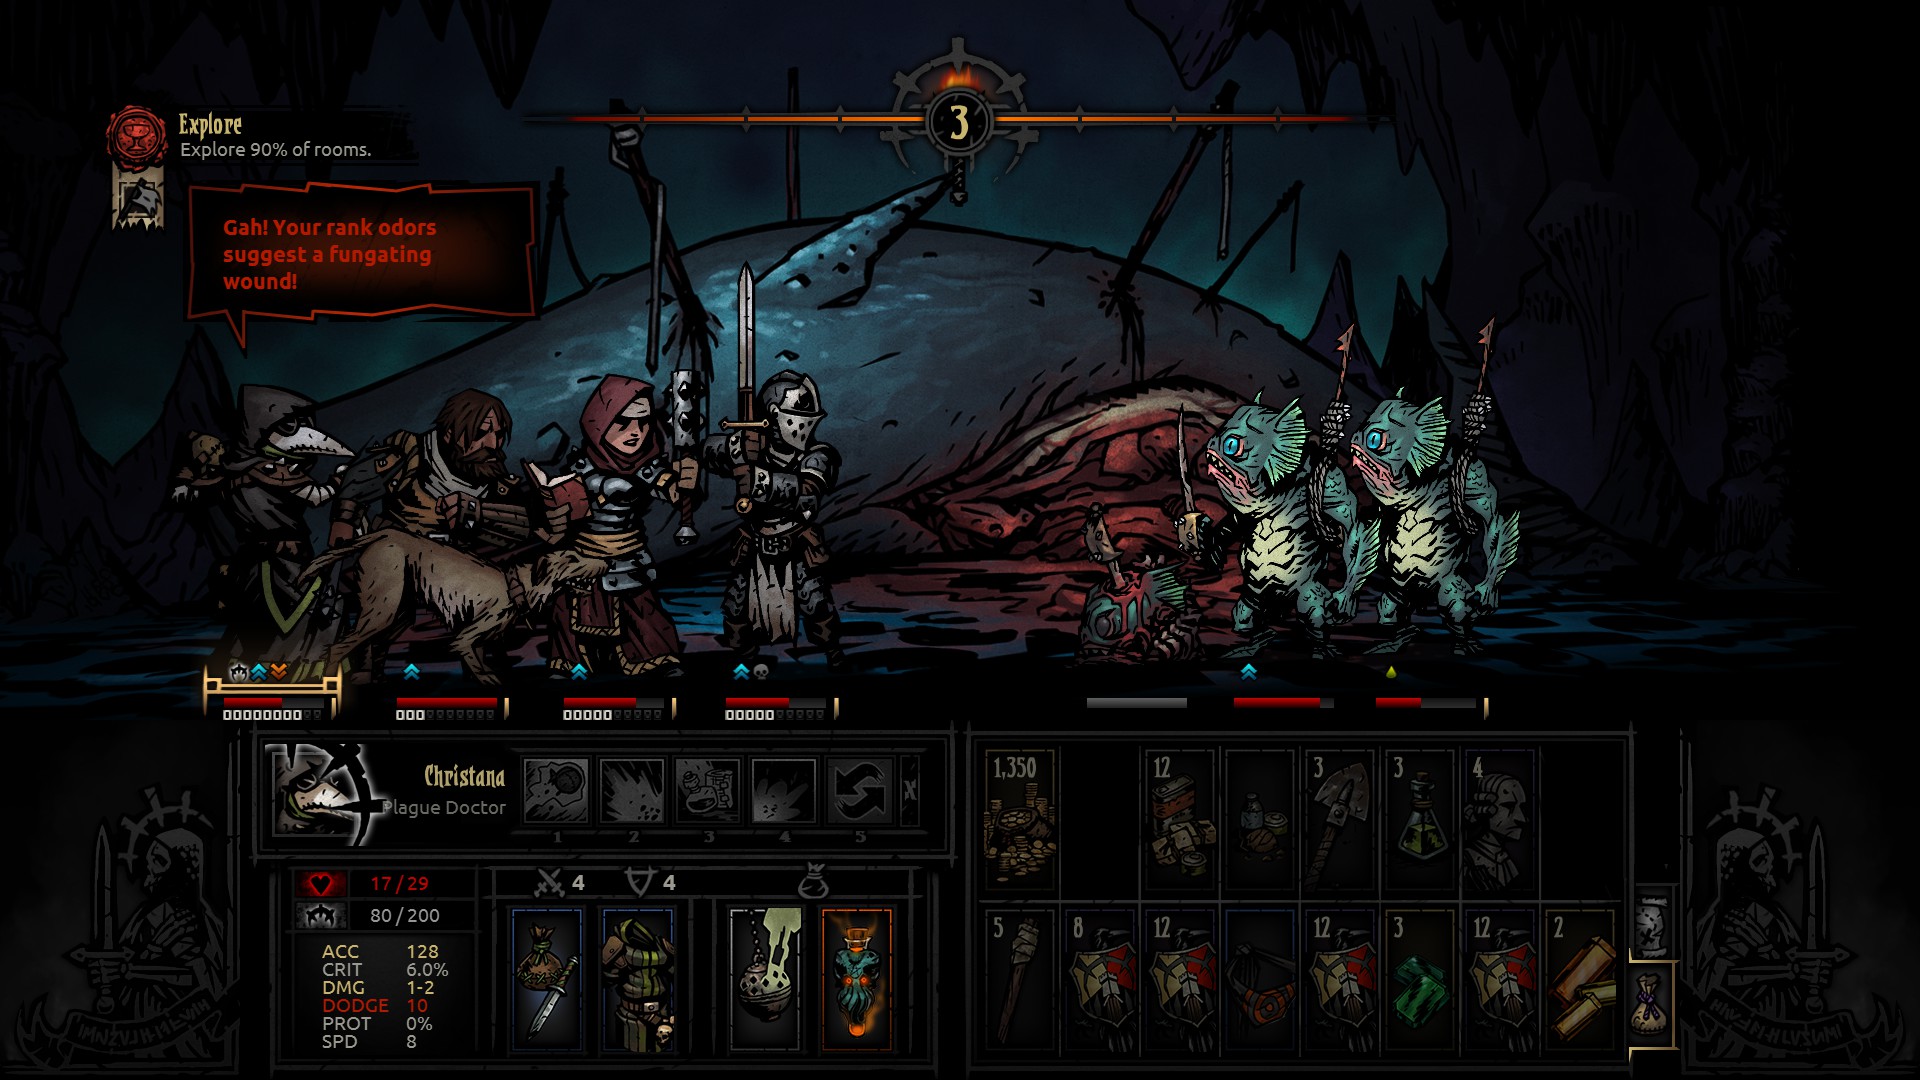 3
Explore
Explore 90% of rooms.
Gah! Your rank odors
suggest a fungating
wound!
Christana
Plague Doctor
1 2 3 4 5
17 / 29
80 / 200
4 4
ACC 128
CRIT 6.0%
DMG 1-2
DODGE 10
PROT 0%
SPD 8
1,350 12 3 3 4
5 8 12 12 3 12 2